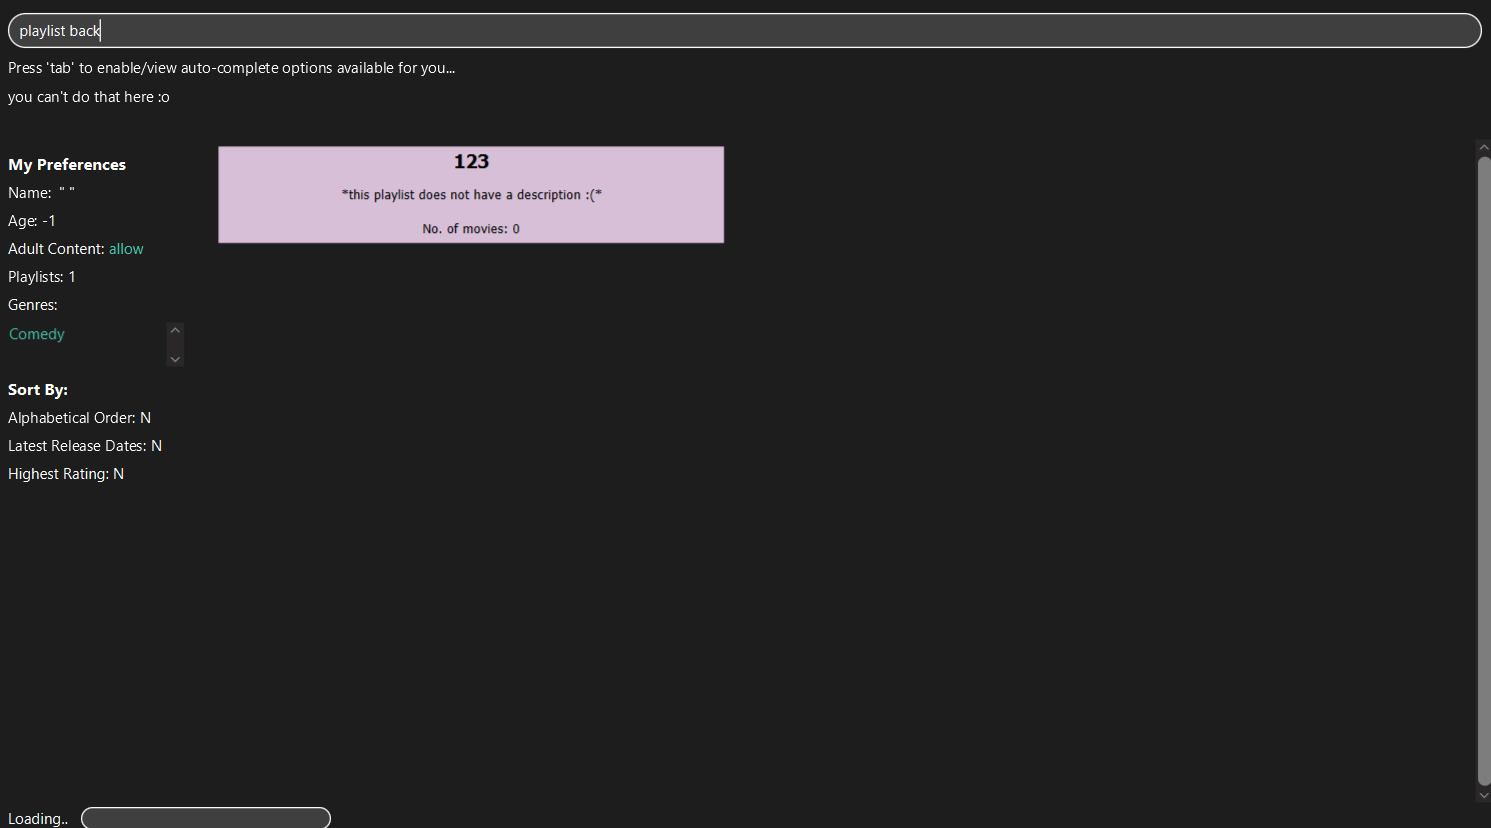 playlist back
Press 'tab' to enable/view auto-complete options available for you...
you can't do that here :o
My Preferences
Name:  " "
Age: -1
Adult Content: allow
Playlists: 1
Genres:
Comedy
Sort By:
Alphabetical Order: N
Latest Release Dates: N
Highest Rating: N
123
*this playlist does not have a description :(*
No. of movies: 0
Loading..